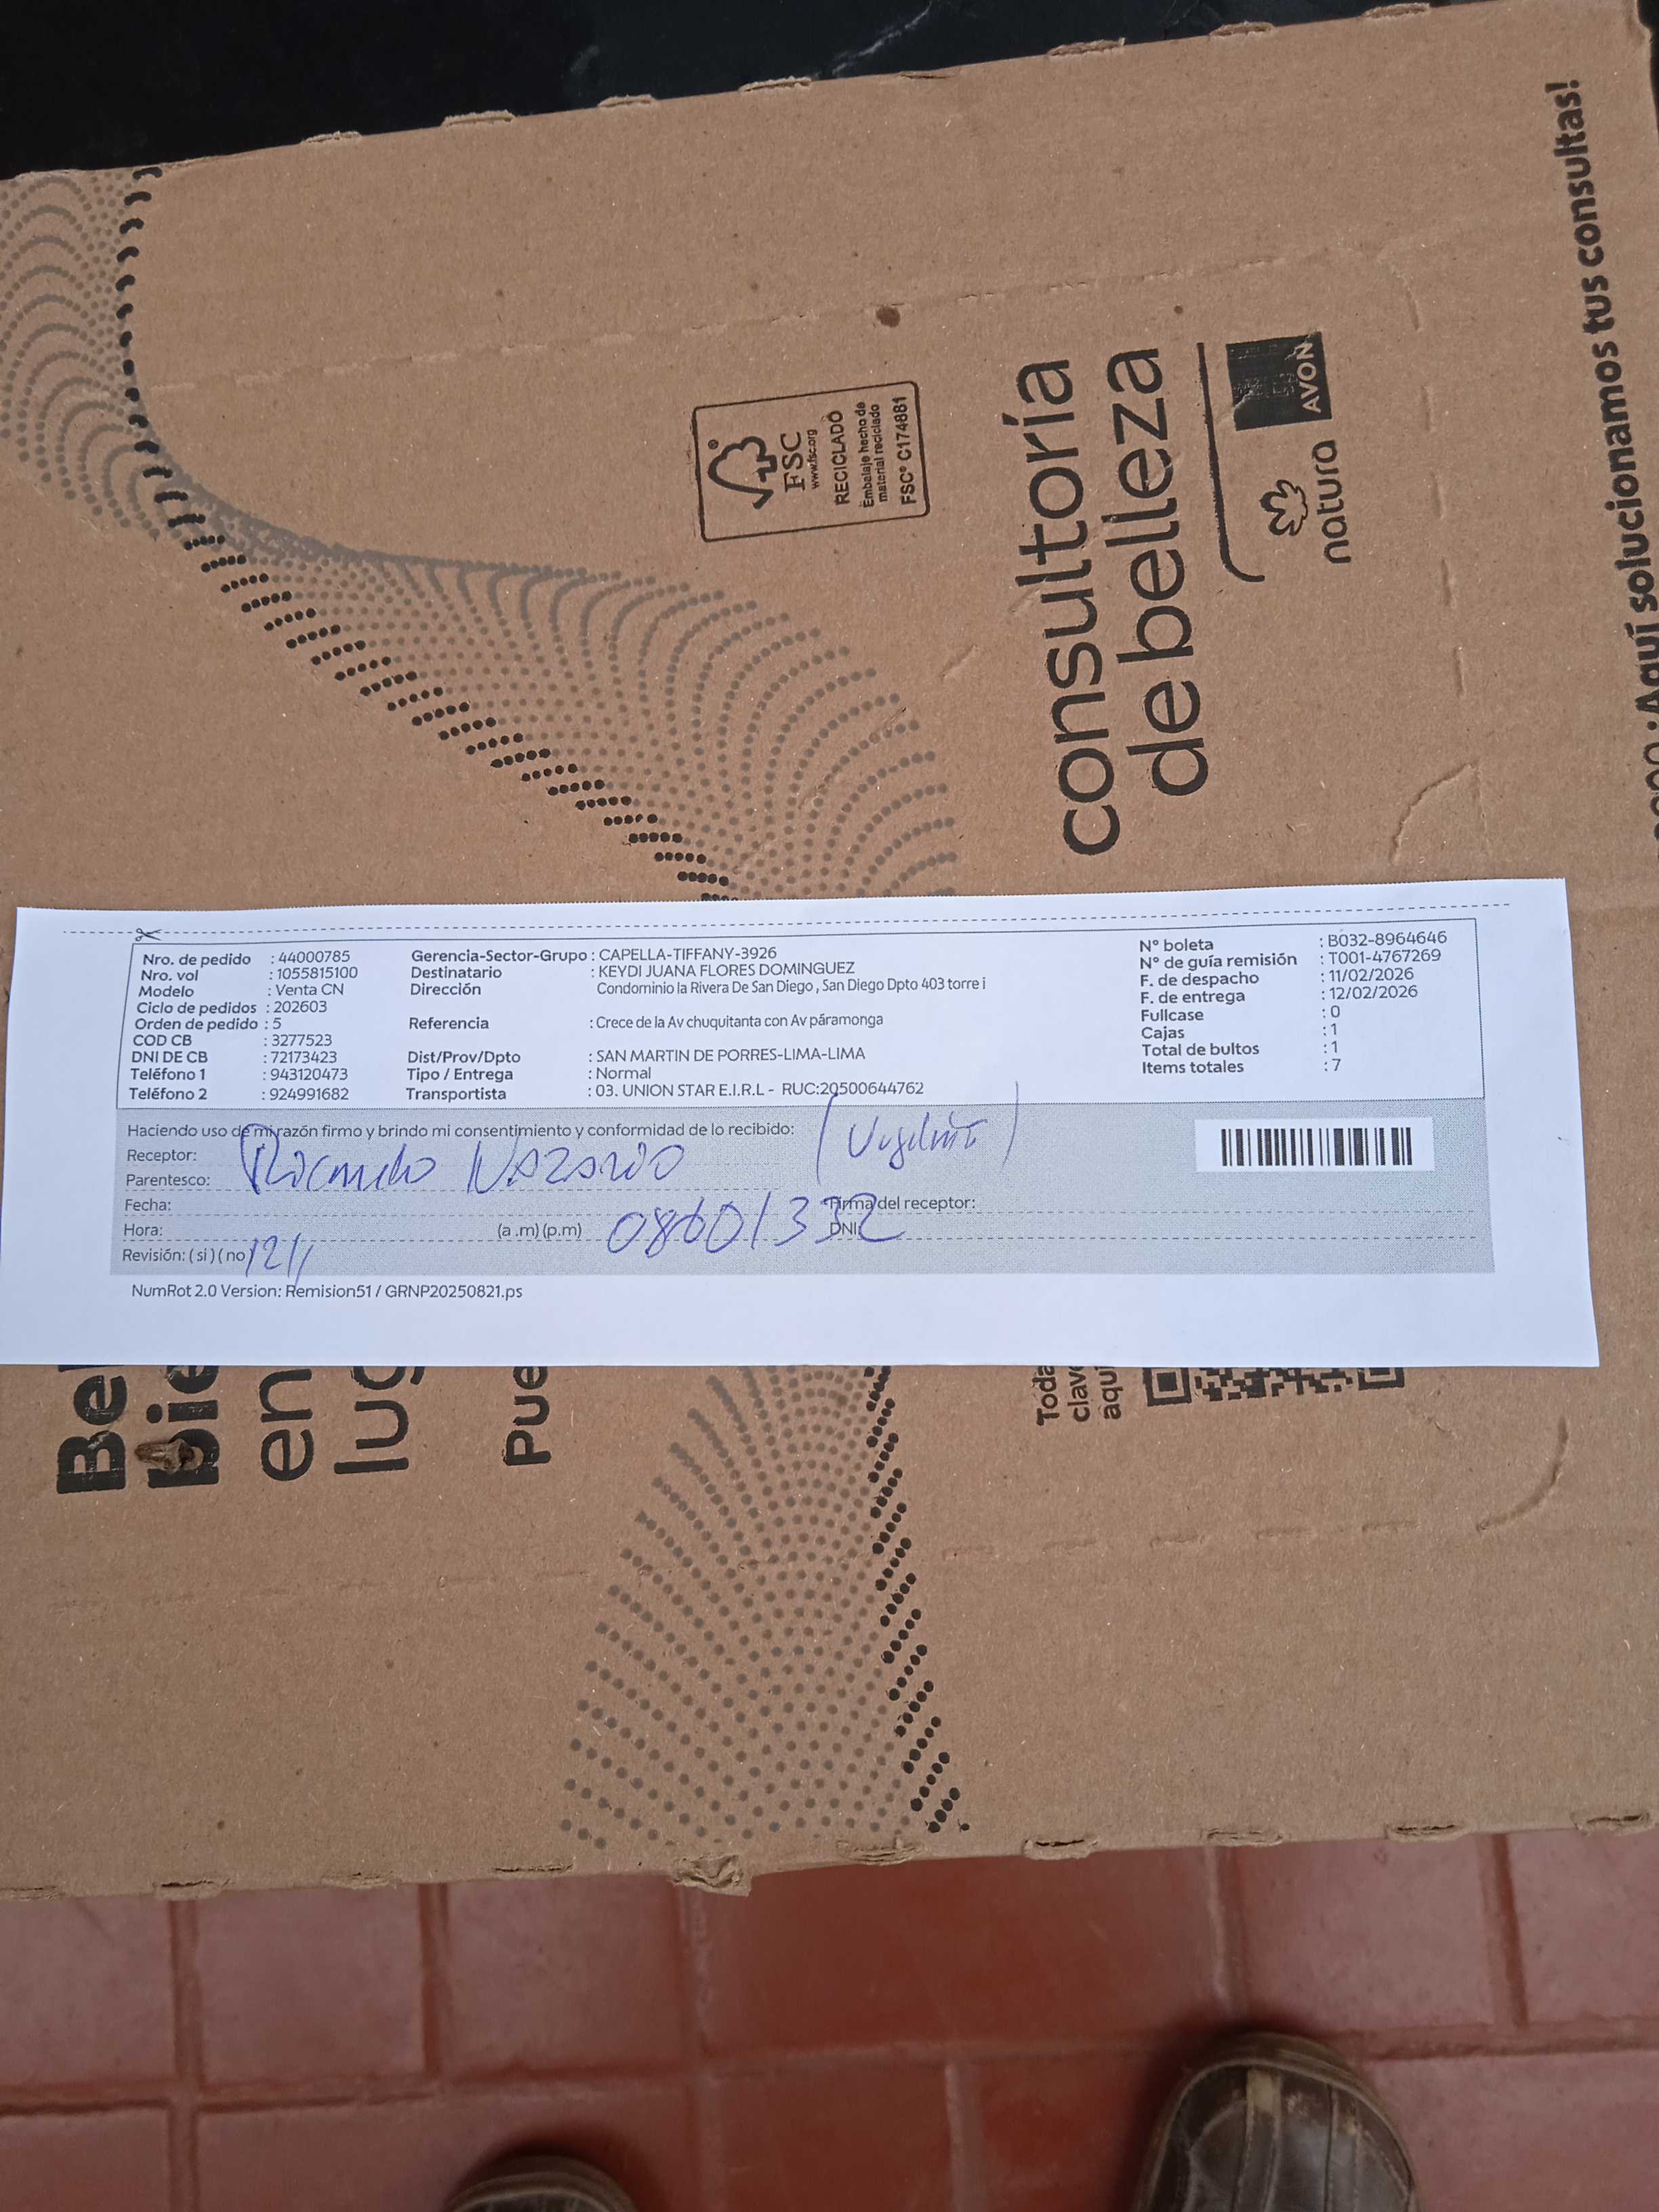 consultoría
de belleza
natura
AVON
FSC®
www.fsc.org
RECICLADO
Embalaje hecho de
material reciclado
FSC® C174881
¡Aquí solucionamos tus consultas!
Nro. de pedido : 44000785
Nro. vol : 1055815100
Modelo : Venta CN
Ciclo de pedidos : 202603
Orden de pedido : 5
COD CB : 3277523
DNI DE CB : 72173423
Teléfono 1 : 943120473
Teléfono 2 : 924991682
Gerencia-Sector-Grupo : CAPELLA-TIFFANY-3926
Destinatario : KEYDI JUANA FLORES DOMINGUEZ
Dirección Condominio la Rivera De San Diego , San Diego Dpto 403 torre i
Referencia : Crece de la Av chuquitanta con Av páramonga
Dist/Prov/Dpto : SAN MARTIN DE PORRES-LIMA-LIMA
Tipo / Entrega : Normal
Transportista : 03. UNION STAR E.I.R.L - RUC:20500644762
N° boleta : B032-8964646
N° de guía remisión : T001-4767269
F. de despacho : 11/02/2026
F. de entrega : 12/02/2026
Fullcase : 0
Cajas : 1
Total de bultos : 1
Items totales : 7
Haciendo uso de mi razón firmo y brindo mi consentimiento y conformidad de lo recibido:
Receptor: Ricardo Nazario
Parentesco:
Fecha:
Firma del receptor:
Hora: (a .m) (p.m)
DNI: 08601332
Revisión: ( si ) ( no )
NumRot 2.0 Version: Remision51 / GRNP20250821.ps
en
Pue
Toda
aquí